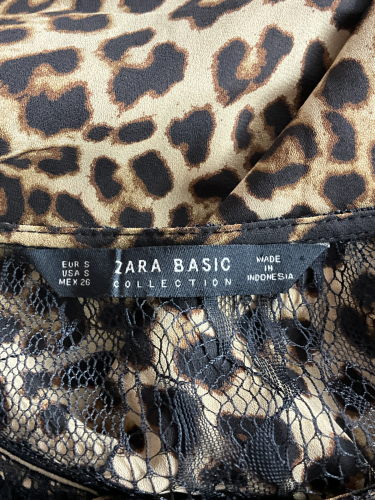 EUR S
USA S
MEX 26
ZARA BASIC
COLLECTION
MADE
IN
INDONESIA